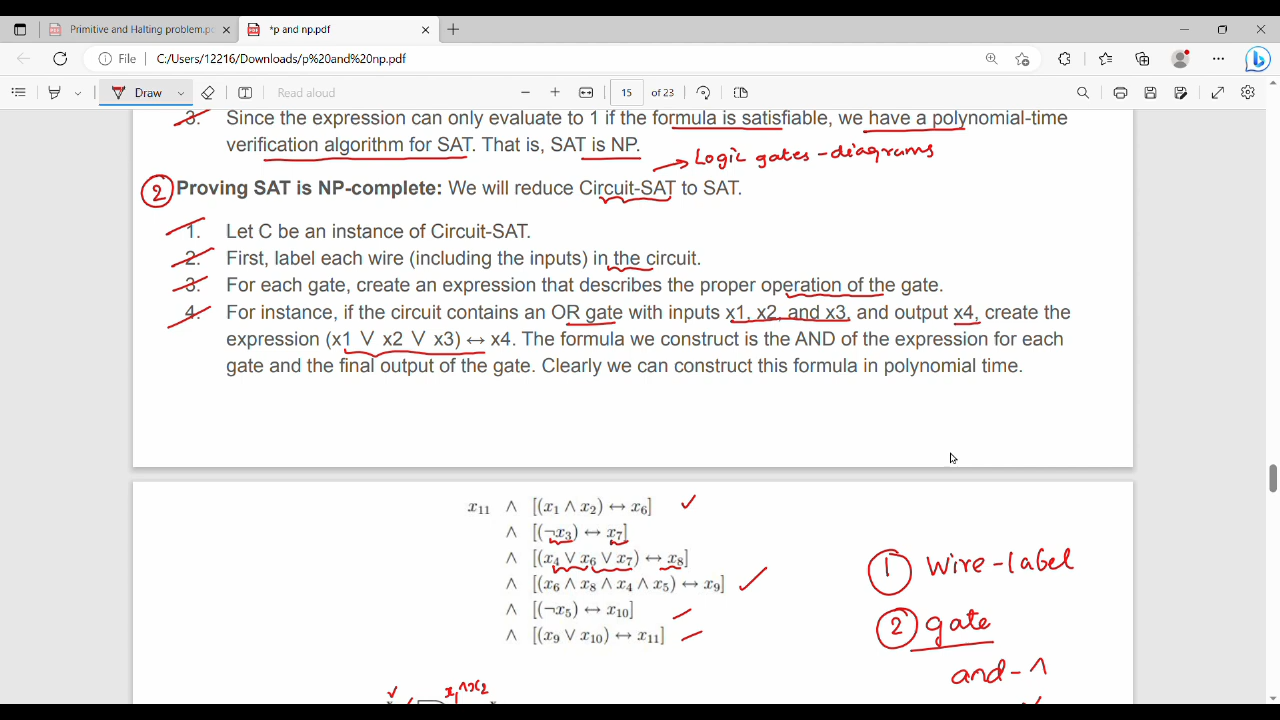 Primitive and Halting problem.pd
*p and np.pdf
File C:/Users/12216/Downloads/p%20and%20np.pdf
Draw Read aloud 15 of 23
3. Since the expression can only evaluate to 1 if the formula is satisfiable, we have a polynomial-time
verification algorithm for SAT. That is, SAT is NP.
Logic gates - diagrams
2 Proving SAT is NP-complete: We will reduce Circuit-SAT to SAT.
1. Let C be an instance of Circuit-SAT.
2. First, label each wire (including the inputs) in the circuit.
3. For each gate, create an expression that describes the proper operation of the gate.
4. For instance, if the circuit contains an OR gate with inputs x1, x2, and x3, and output x4, create the
expression (x1 ∨ x2 ∨ x3) ↔ x4. The formula we construct is the AND of the expression for each
gate and the final output of the gate. Clearly we can construct this formula in polynomial time.
x₁₁ ∧ [(x₁ ∧ x₂) ↔ x₆]
∧ [(¬x₃) ↔ x₇]
∧ [(x₄ ∨ x₆ ∨ x₇) ↔ x₈]
∧ [(x₆ ∧ x₈ ∧ x₄ ∧ x₅) ↔ x₉]
∧ [(¬x₅) ↔ x₁₀]
∧ [(x₉ ∨ x₁₀) ↔ x₁₁]
1 Wire - label
2 gate
and - ∧
x₁∧x₂